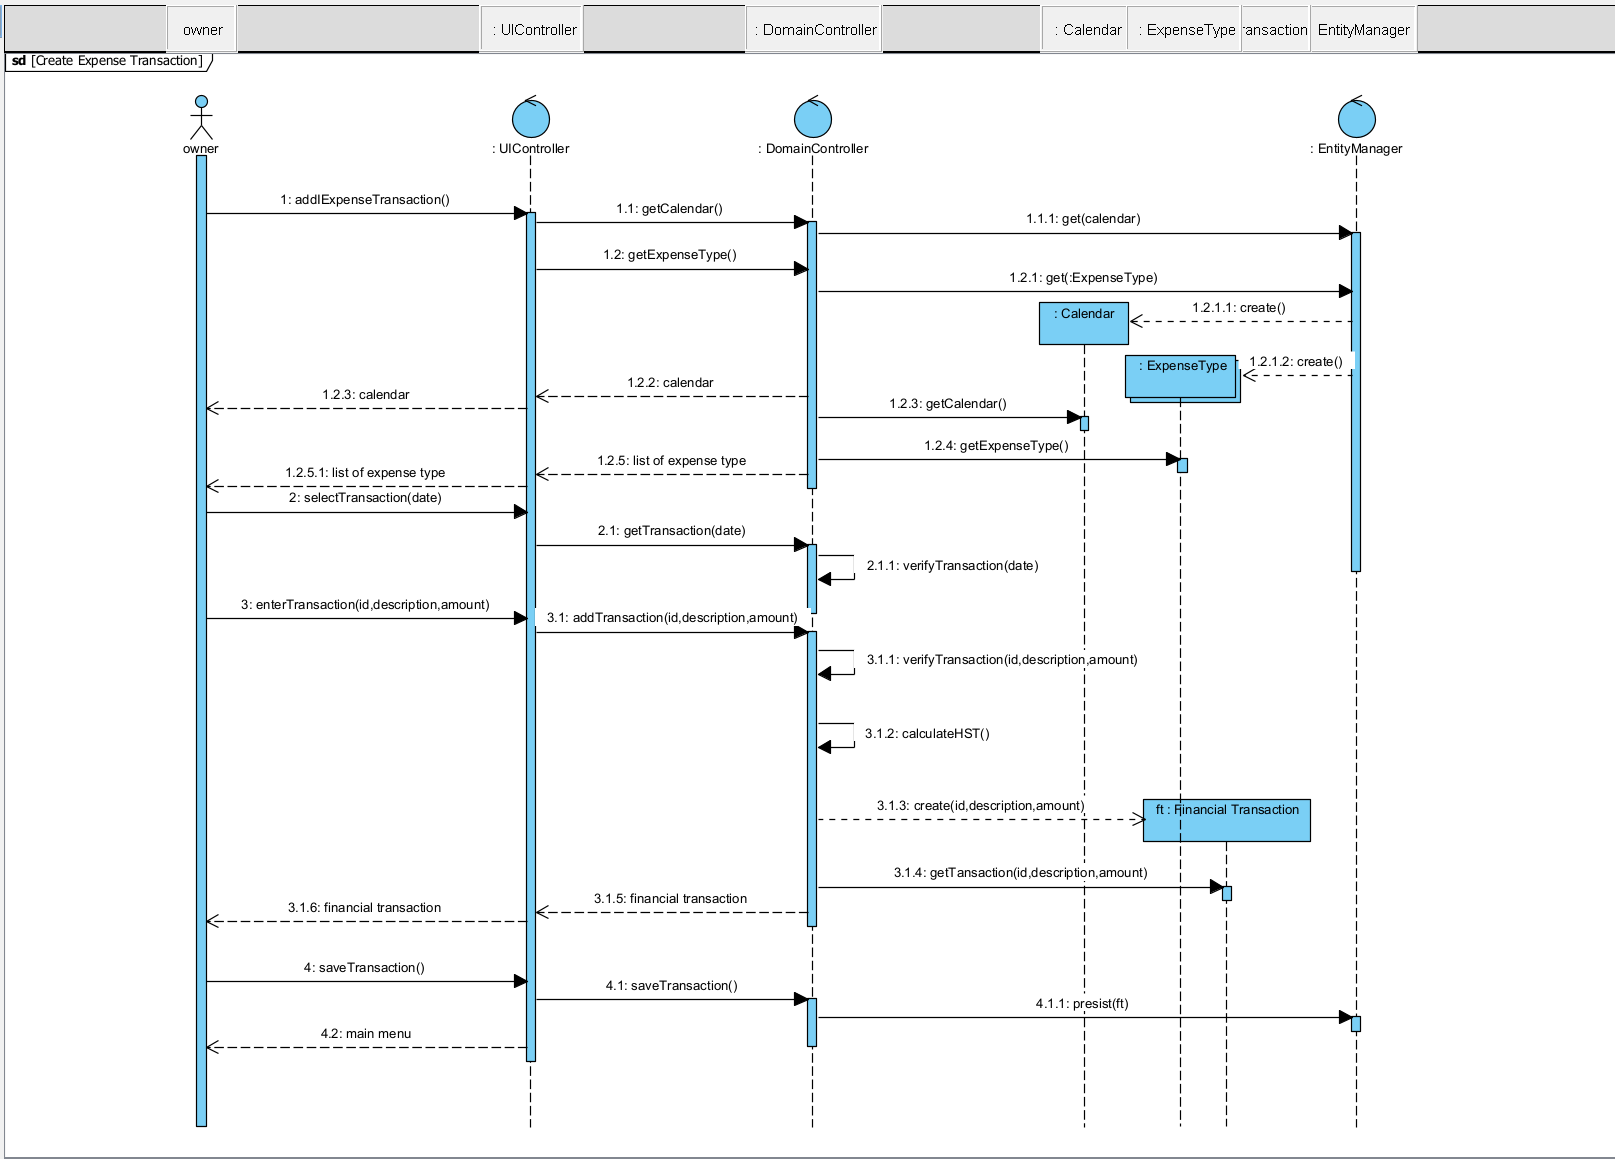 owner
: UIController
: DomainController
: Calendar
: ExpenseType
ransaction
EntityManager
sd [Create Expense Transaction]
owner
: UIController
: DomainController
: EntityManager
1: addIExpenseTransaction()
1.1: getCalendar()
1.1.1: get(calendar)
1.2: getExpenseType()
1.2.1: get(:ExpenseType)
: Calendar
1.2.1.1: create()
: ExpenseType
1.2.1.2: create()
1.2.2: calendar
1.2.3: calendar
1.2.3: getCalendar()
1.2.4: getExpenseType()
1.2.5: list of expense type
1.2.5.1: list of expense type
2: selectTransaction(date)
2.1: getTransaction(date)
2.1.1: verifyTransaction(date)
3: enterTransaction(id,description,amount)
3.1: addTransaction(id,description,amount)
3.1.1: verifyTransaction(id,description,amount)
3.1.2: calculateHST()
3.1.3: create(id,description,amount)
ft : Financial Transaction
3.1.4: getTansaction(id,description,amount)
3.1.5: financial transaction
3.1.6: financial transaction
4: saveTransaction()
4.1: saveTransaction()
4.1.1: presist(ft)
4.2: main menu